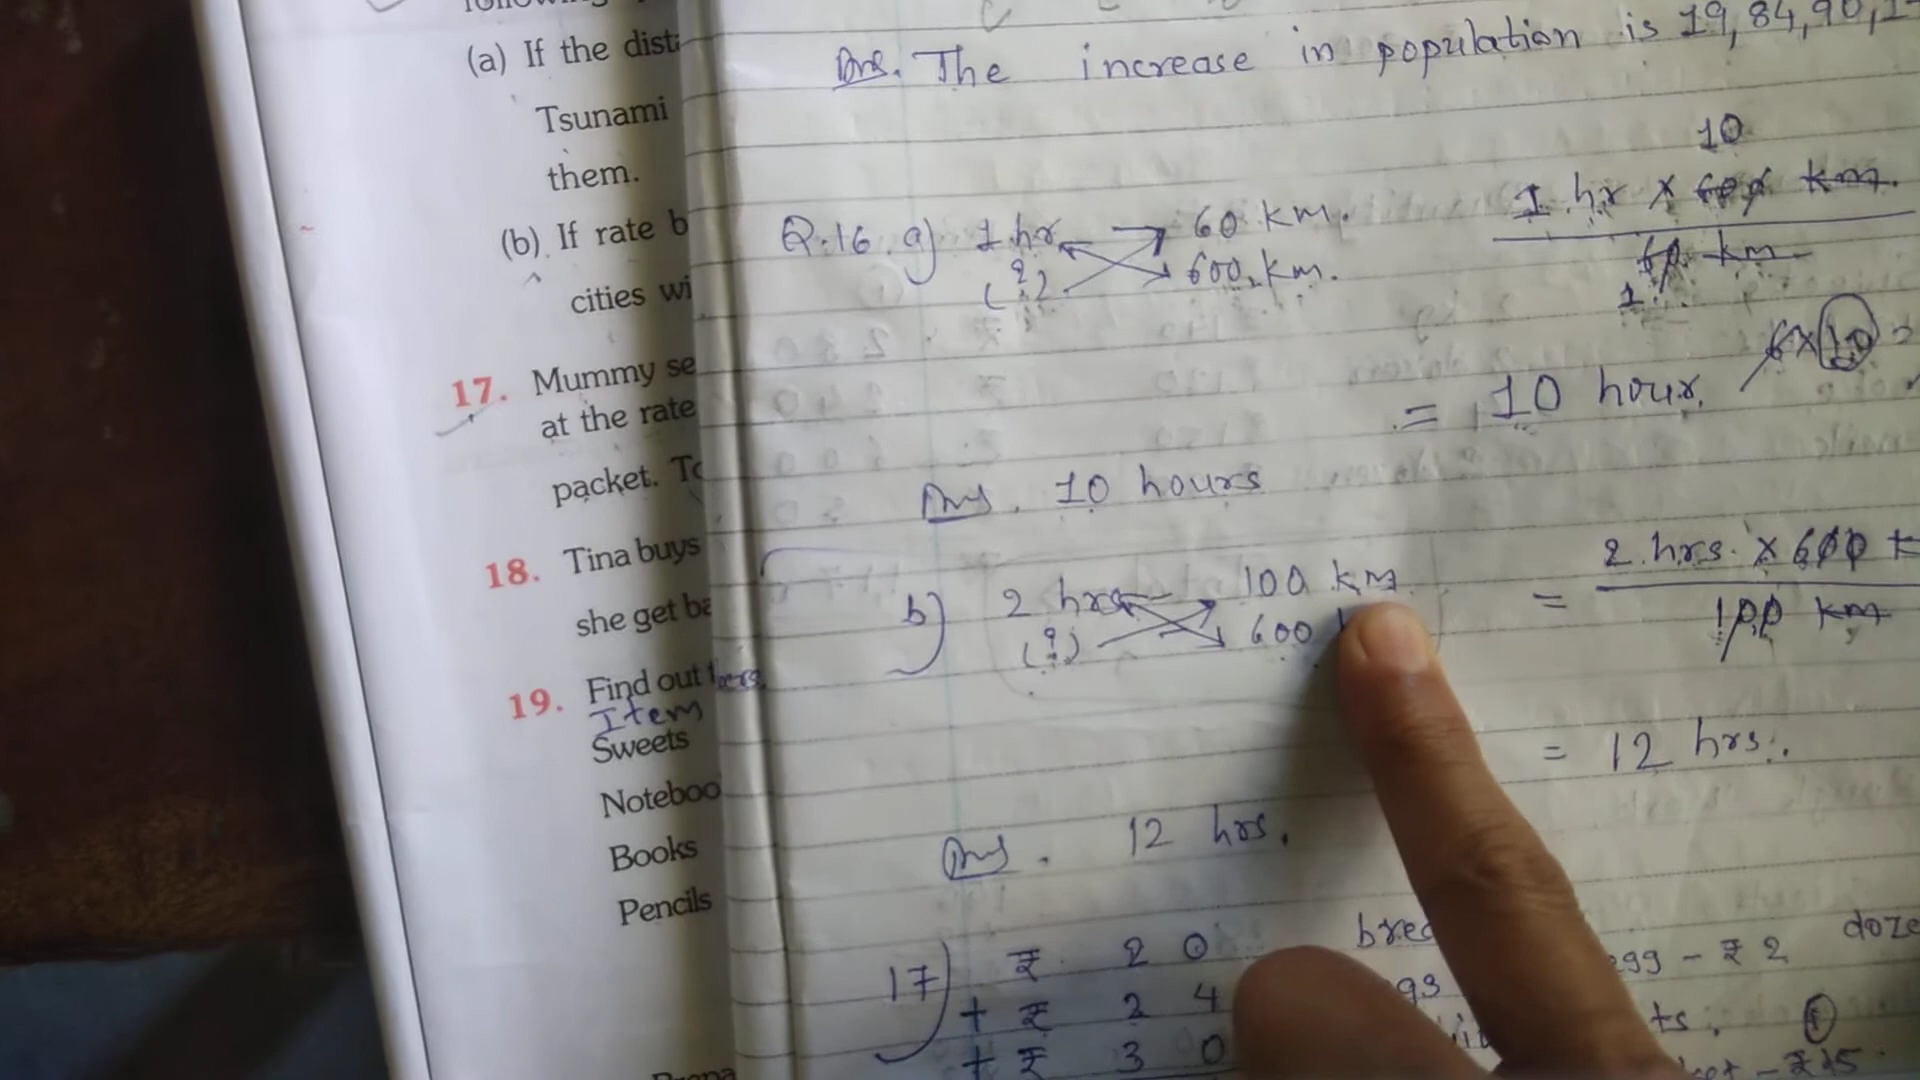 (a) If the dist
Tsunami
them.
(b) If rate b
cities wi
17. Mummy se
at the rate
packet. To
18. Tina buys
she get ba
19. Find out
Item
Sweets
Noteboo
Books
Pencils
Ans. The increase in population is 19,84,90,1
Q.16 a) 1 hr 60 km.
(?) 600 km.
10
1 hr x 600 km.
60 km
1
= 10 hour.
6x10
Ans. 10 hours
b) 2 hrs 100 km
(?) 600
= 2 hrs. x 600 k
100 km
= 12 hrs.
Ans. 12 hrs.
17) ₹ 20
+ ₹ 24
+ ₹ 30
egg - ₹ 2 doze
- ₹ 15